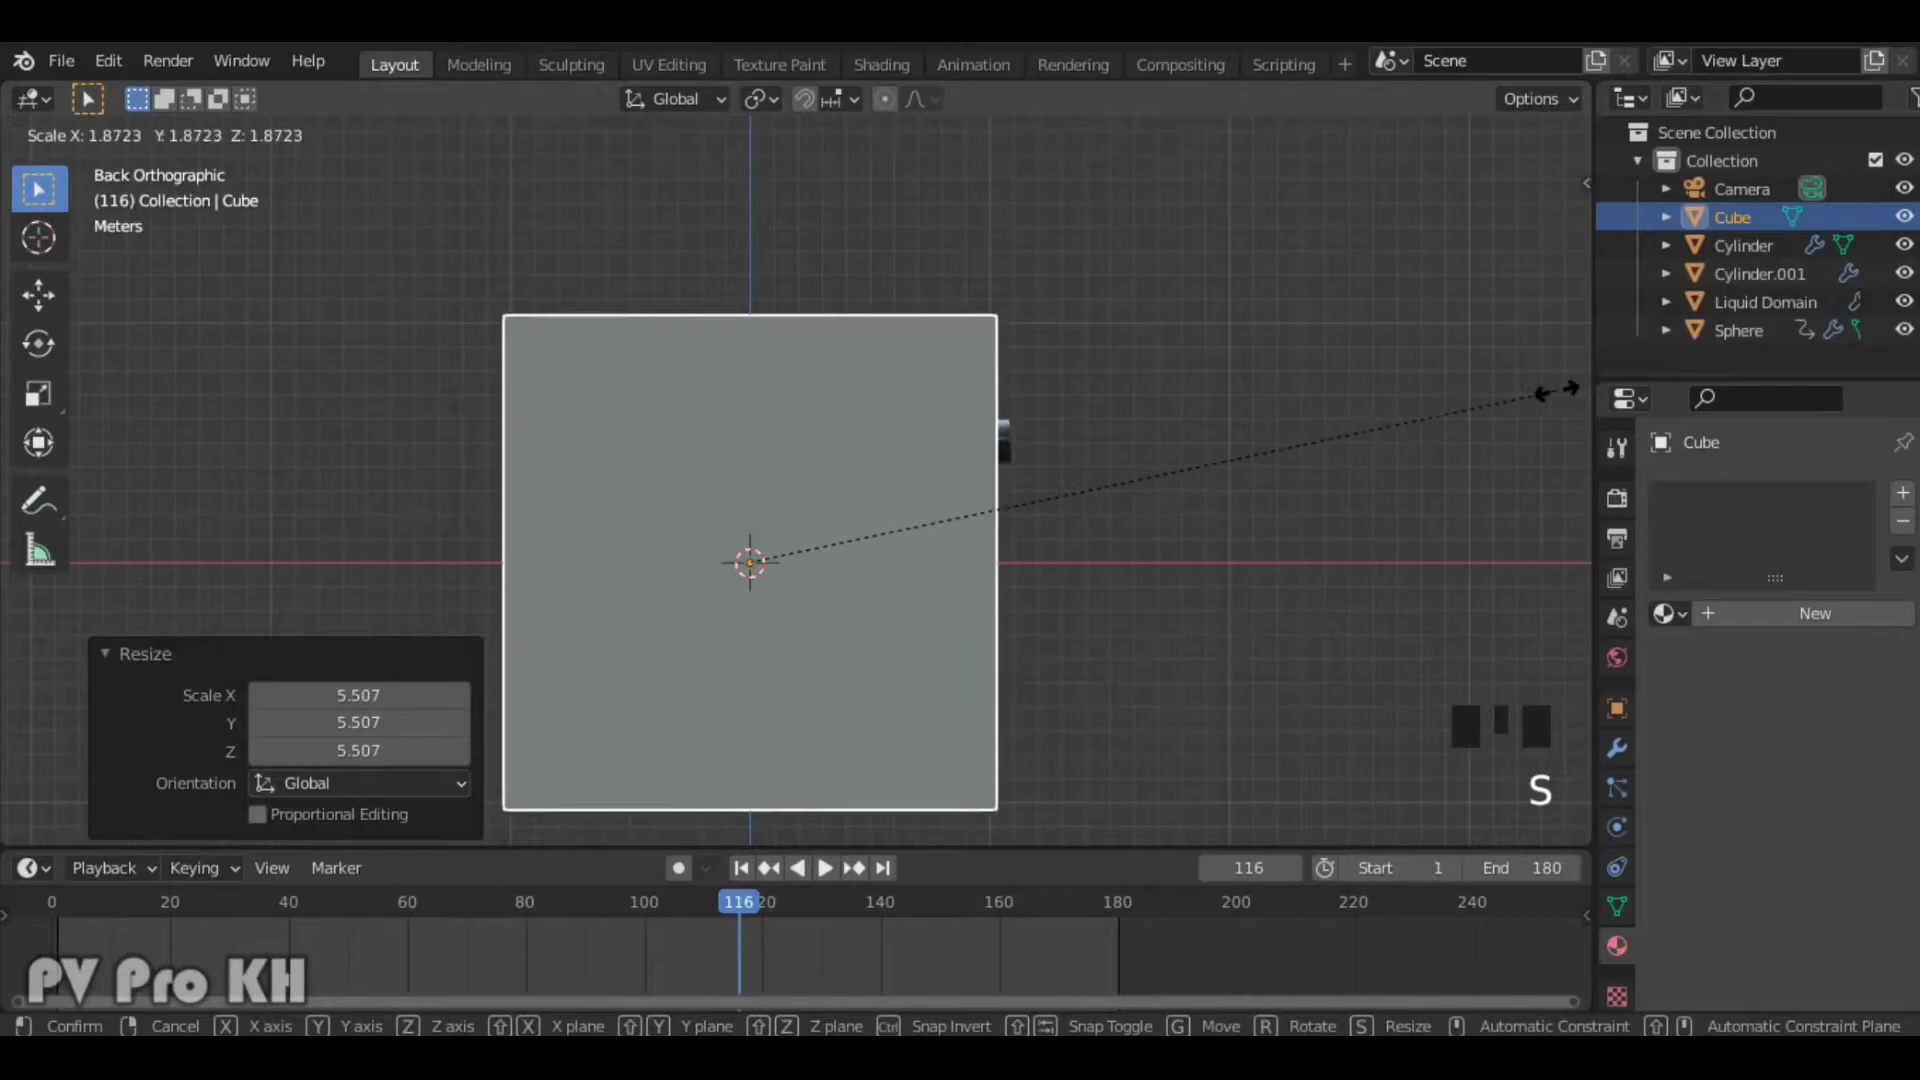 File Edit Render Window Help Layout Modeling Sculpting UV Editing Texture Paint Shading Animation Rendering Compositing Scripting + Scene View Layer
Global Options
Scale X: 1.8723 Y: 1.8723 Z: 1.8723
Back Orthographic
(116) Collection | Cube
Meters
Scene Collection
Collection
Camera
Cube
Cylinder
Cylinder.001
Liquid Domain
Sphere
Cube
New
Resize
Scale X 5.507
Y 5.507
Z 5.507
Orientation Global
Proportional Editing
S
Playback Keying View Marker 116 Start 1 End 180
0 20 40 60 80 100 116 20 140 160 180 200 220 240
PV Pro KH
Confirm Cancel X X axis Y Y axis Z Z axis X X plane Y Y plane Z Z plane Ctrl Snap Invert Snap Toggle G Move R Rotate S Resize Automatic Constraint Automatic Constraint Plane